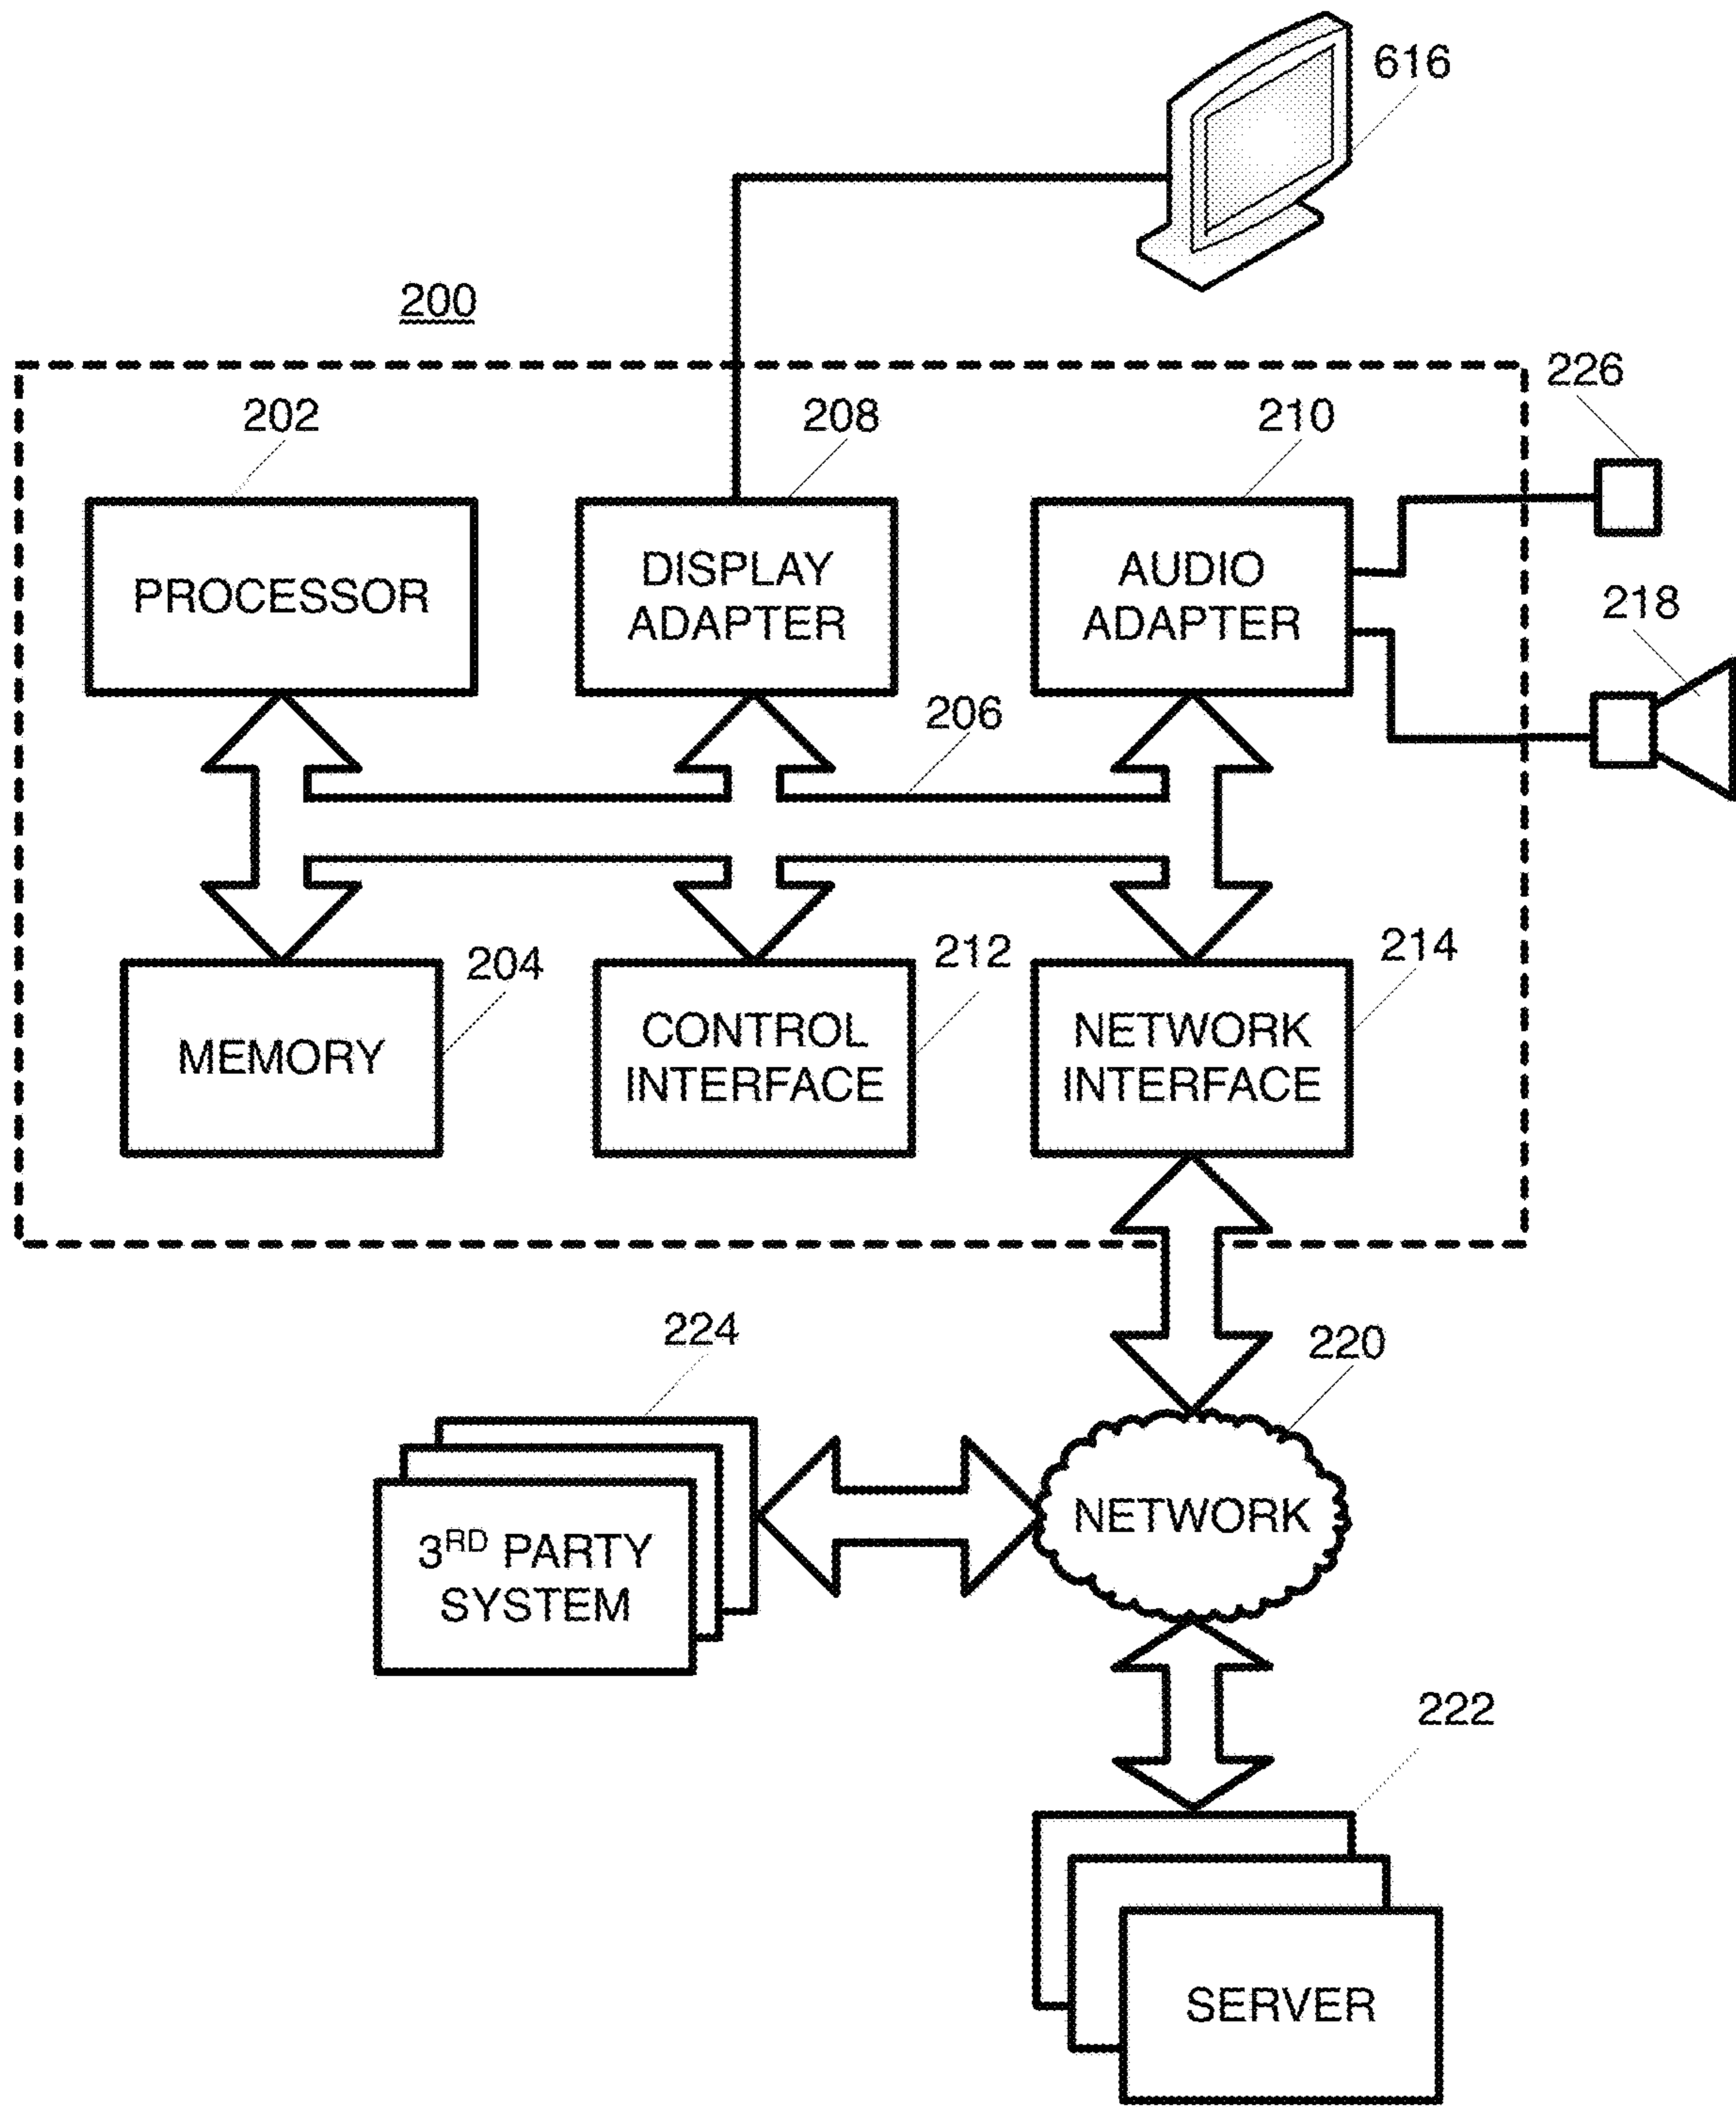 616
200
226
202
208
210
PROCESSOR
DISPLAY
ADAPTER
AUDIO
ADAPTER
218
206
204
212
214
MEMORY
CONTROL
INTERFACE
NETWORK
INTERFACE
224
220
3RD PARTY
SYSTEM
NETWORK
222
SERVER